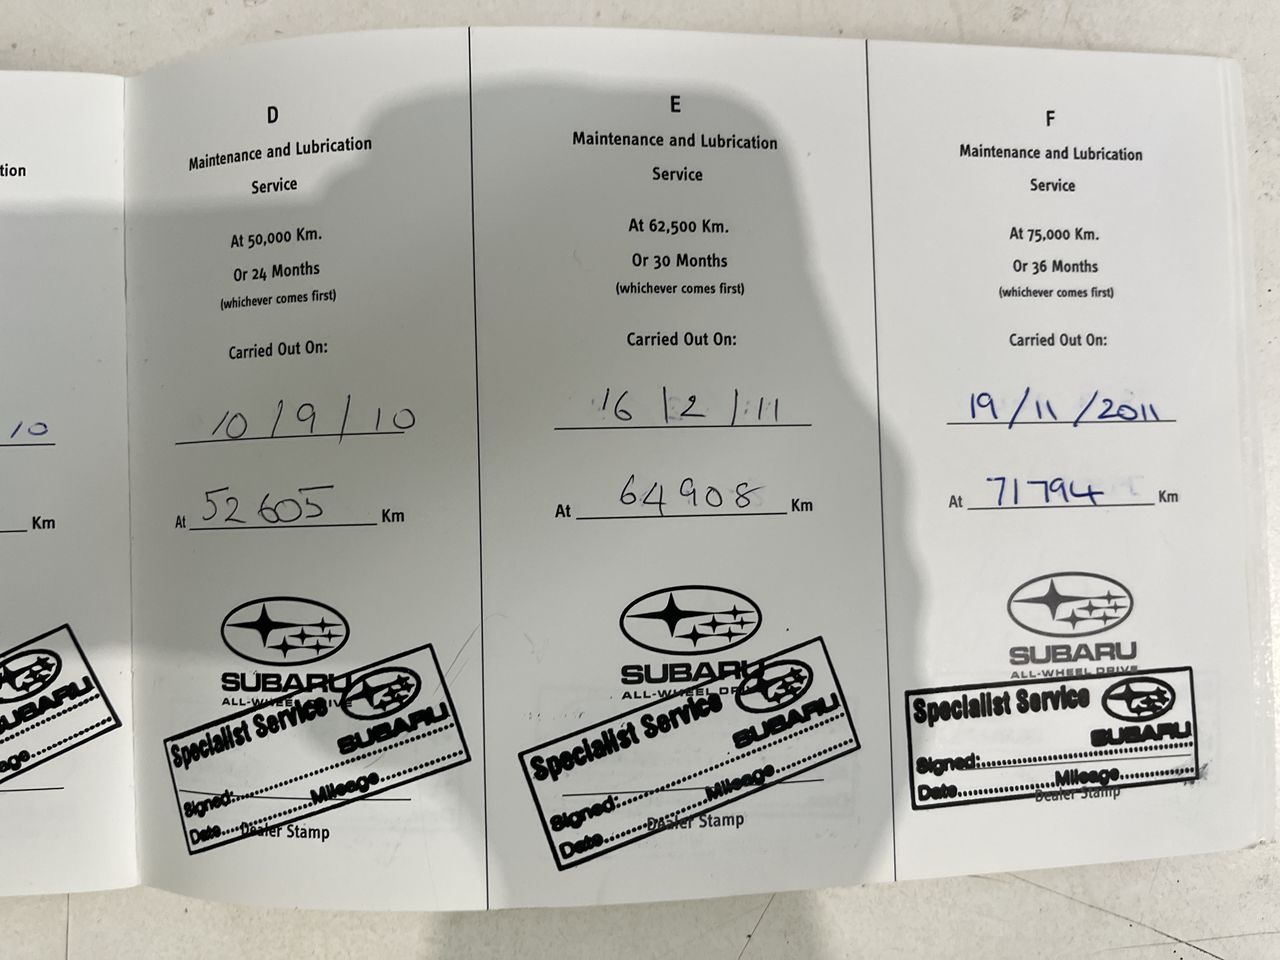 tion
10
Km
SUBARU
age
D
Maintenance and Lubrication
Service
At 50,000 Km.
Or 24 Months
(whichever comes first)
Carried Out On:
10/9/10
At 52605 Km
SUBARU
ALL-WHEEL DRIVE
Specialist Service
SUBARU
Signed:
Date Mileage
Dealer Stamp
E
Maintenance and Lubrication
Service
At 62,500 Km.
Or 30 Months
(whichever comes first)
Carried Out On:
16/2/11
At 64908 Km
SUBARU
ALL-WHEEL DRIVE
Specialist Service
SUBARU
Signed:
Date Mileage
Dealer Stamp
F
Maintenance and Lubrication
Service
At 75,000 Km.
Or 36 Months
(whichever comes first)
Carried Out On:
19/11/2011
At 71794 Km
SUBARU
ALL-WHEEL DRIVE
Specialist Service
SUBARU
Signed:
Date Mileage
Dealer Stamp